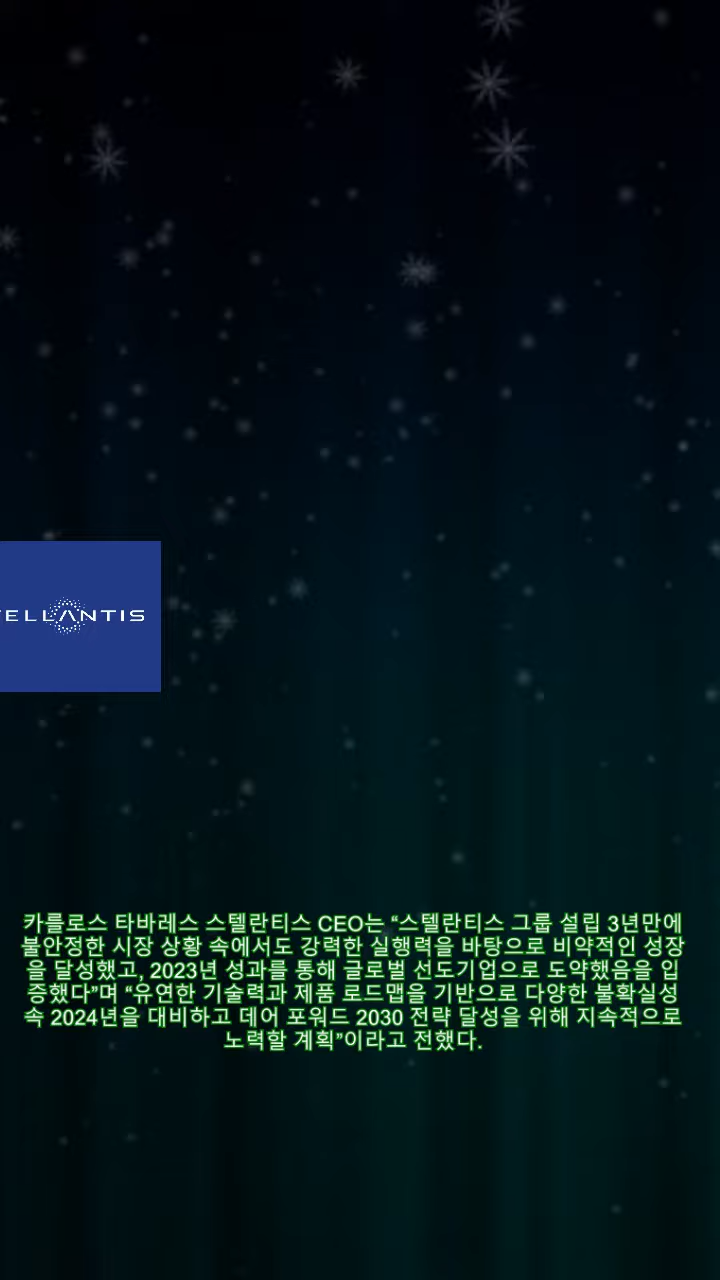 TELLANTIS
카를로스 타바레스 스텔란티스 CEO는 “스텔란티스 그룹 설립 3년만에
불안정한 시장 상황 속에서도 강력한 실행력을 바탕으로 비약적인 성장
을 달성했고, 2023년 성과를 통해 글로벌 선도기업으로 도약했음을 입
증했다”며 “유연한 기술력과 제품 로드맵을 기반으로 다양한 불확실성
속 2024년을 대비하고 데어 포워드 2030 전략 달성을 위해 지속적으로
노력할 계획”이라고 전했다.